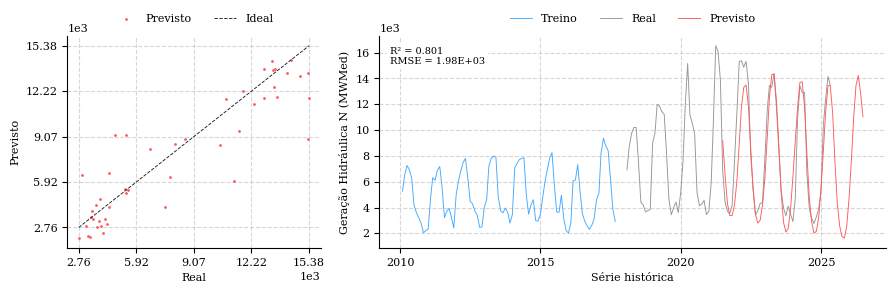 Previsto
Ideal
1e3
15.38
12.22
9.07
5.92
2.76
Previsto
2.76
5.92
9.07
12.22
15.38
Real
1e3
Treino
Real
Previsto
1e3
R² = 0.801
RMSE = 1.98E+03
16
14
12
10
8
6
4
2
Geração Hidráulica N (MWMed)
2010
2015
2020
2025
Série histórica